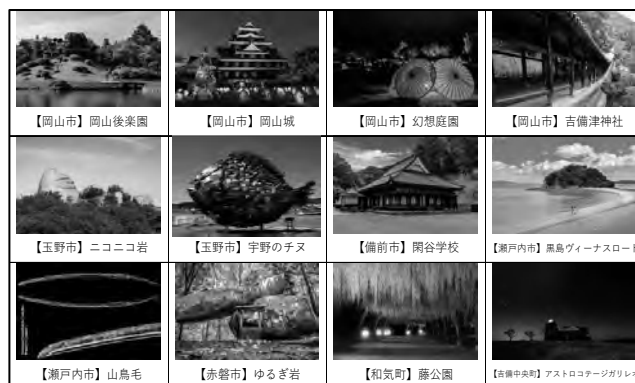 【岡山市】岡山後楽園
【岡山市】岡山城
【岡山市】幻想庭園
【岡山市】吉備津神社
【玉野市】ニコニコ岩
【玉野市】宇野のチヌ
【備前市】閑谷学校
【瀬戸内市】黒島ヴィーナスロード
【瀬戸内市】山鳥毛
【赤磐市】ゆるぎ岩
【和気町】藤公園
【吉備中央町】アストロコテージガリレオ